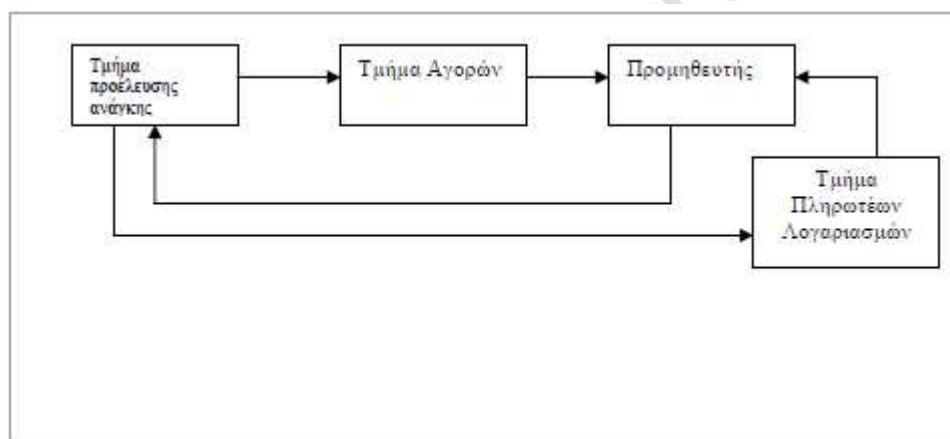 Τμήμα
προέλευσης
ανάγκης
Τμήμα Αγορών
Προμηθευτής
Τμήμα
Πληρωτέων
Λογαριασμών